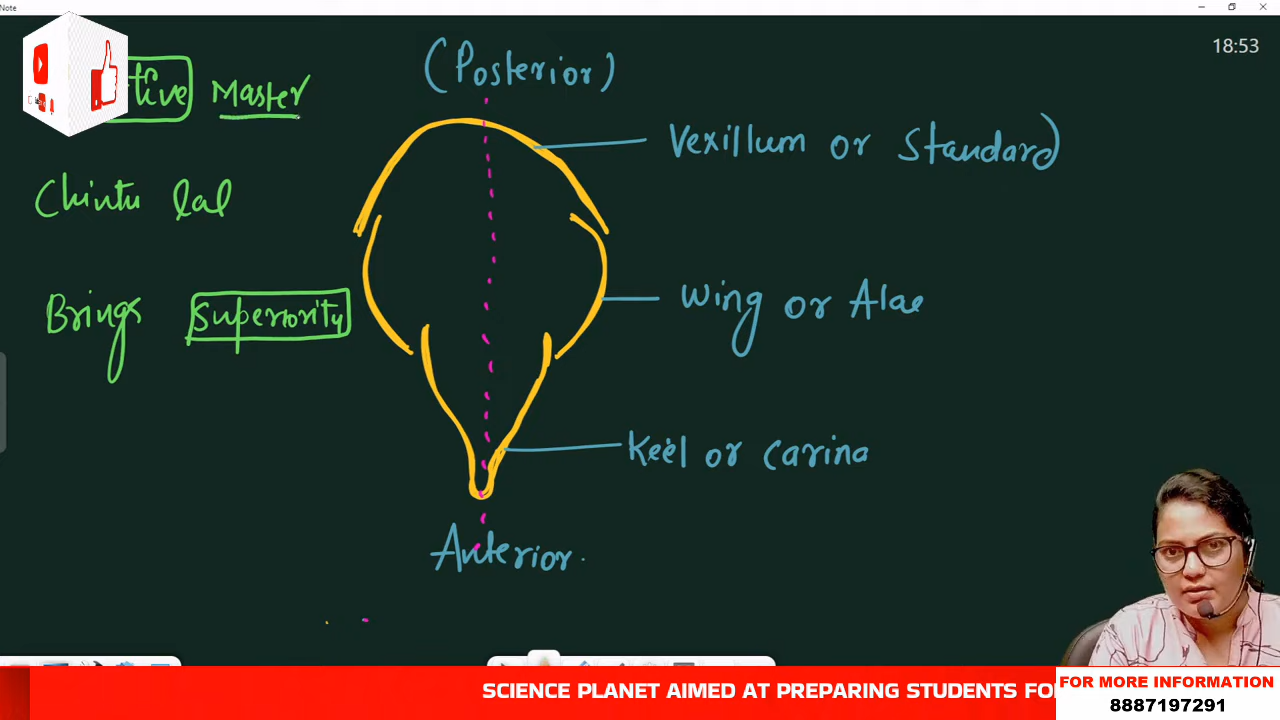 Note
18:53
(Posterior)
Master
Vexillum or Standard)
Chintu lal
Brings Superiority
Wing or Alae
Keel or Carina
Anterior.
SCIENCE PLANET AIMED AT PREPARING STUDENTS FO
FOR MORE INFORMATION
8887197291